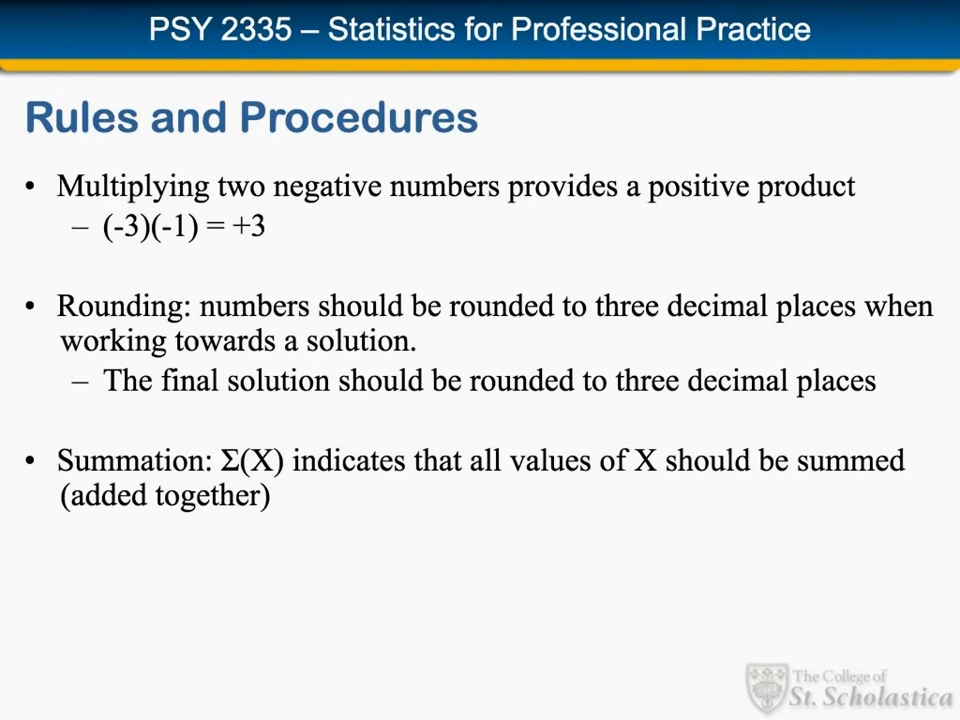 PSY 2335 – Statistics for Professional Practice
Rules and Procedures
• Multiplying two negative numbers provides a positive product
– (-3)(-1) = +3
• Rounding: numbers should be rounded to three decimal places when
working towards a solution.
– The final solution should be rounded to three decimal places
• Summation: Σ(X) indicates that all values of X should be summed
(added together)
The College of
St. Scholastica